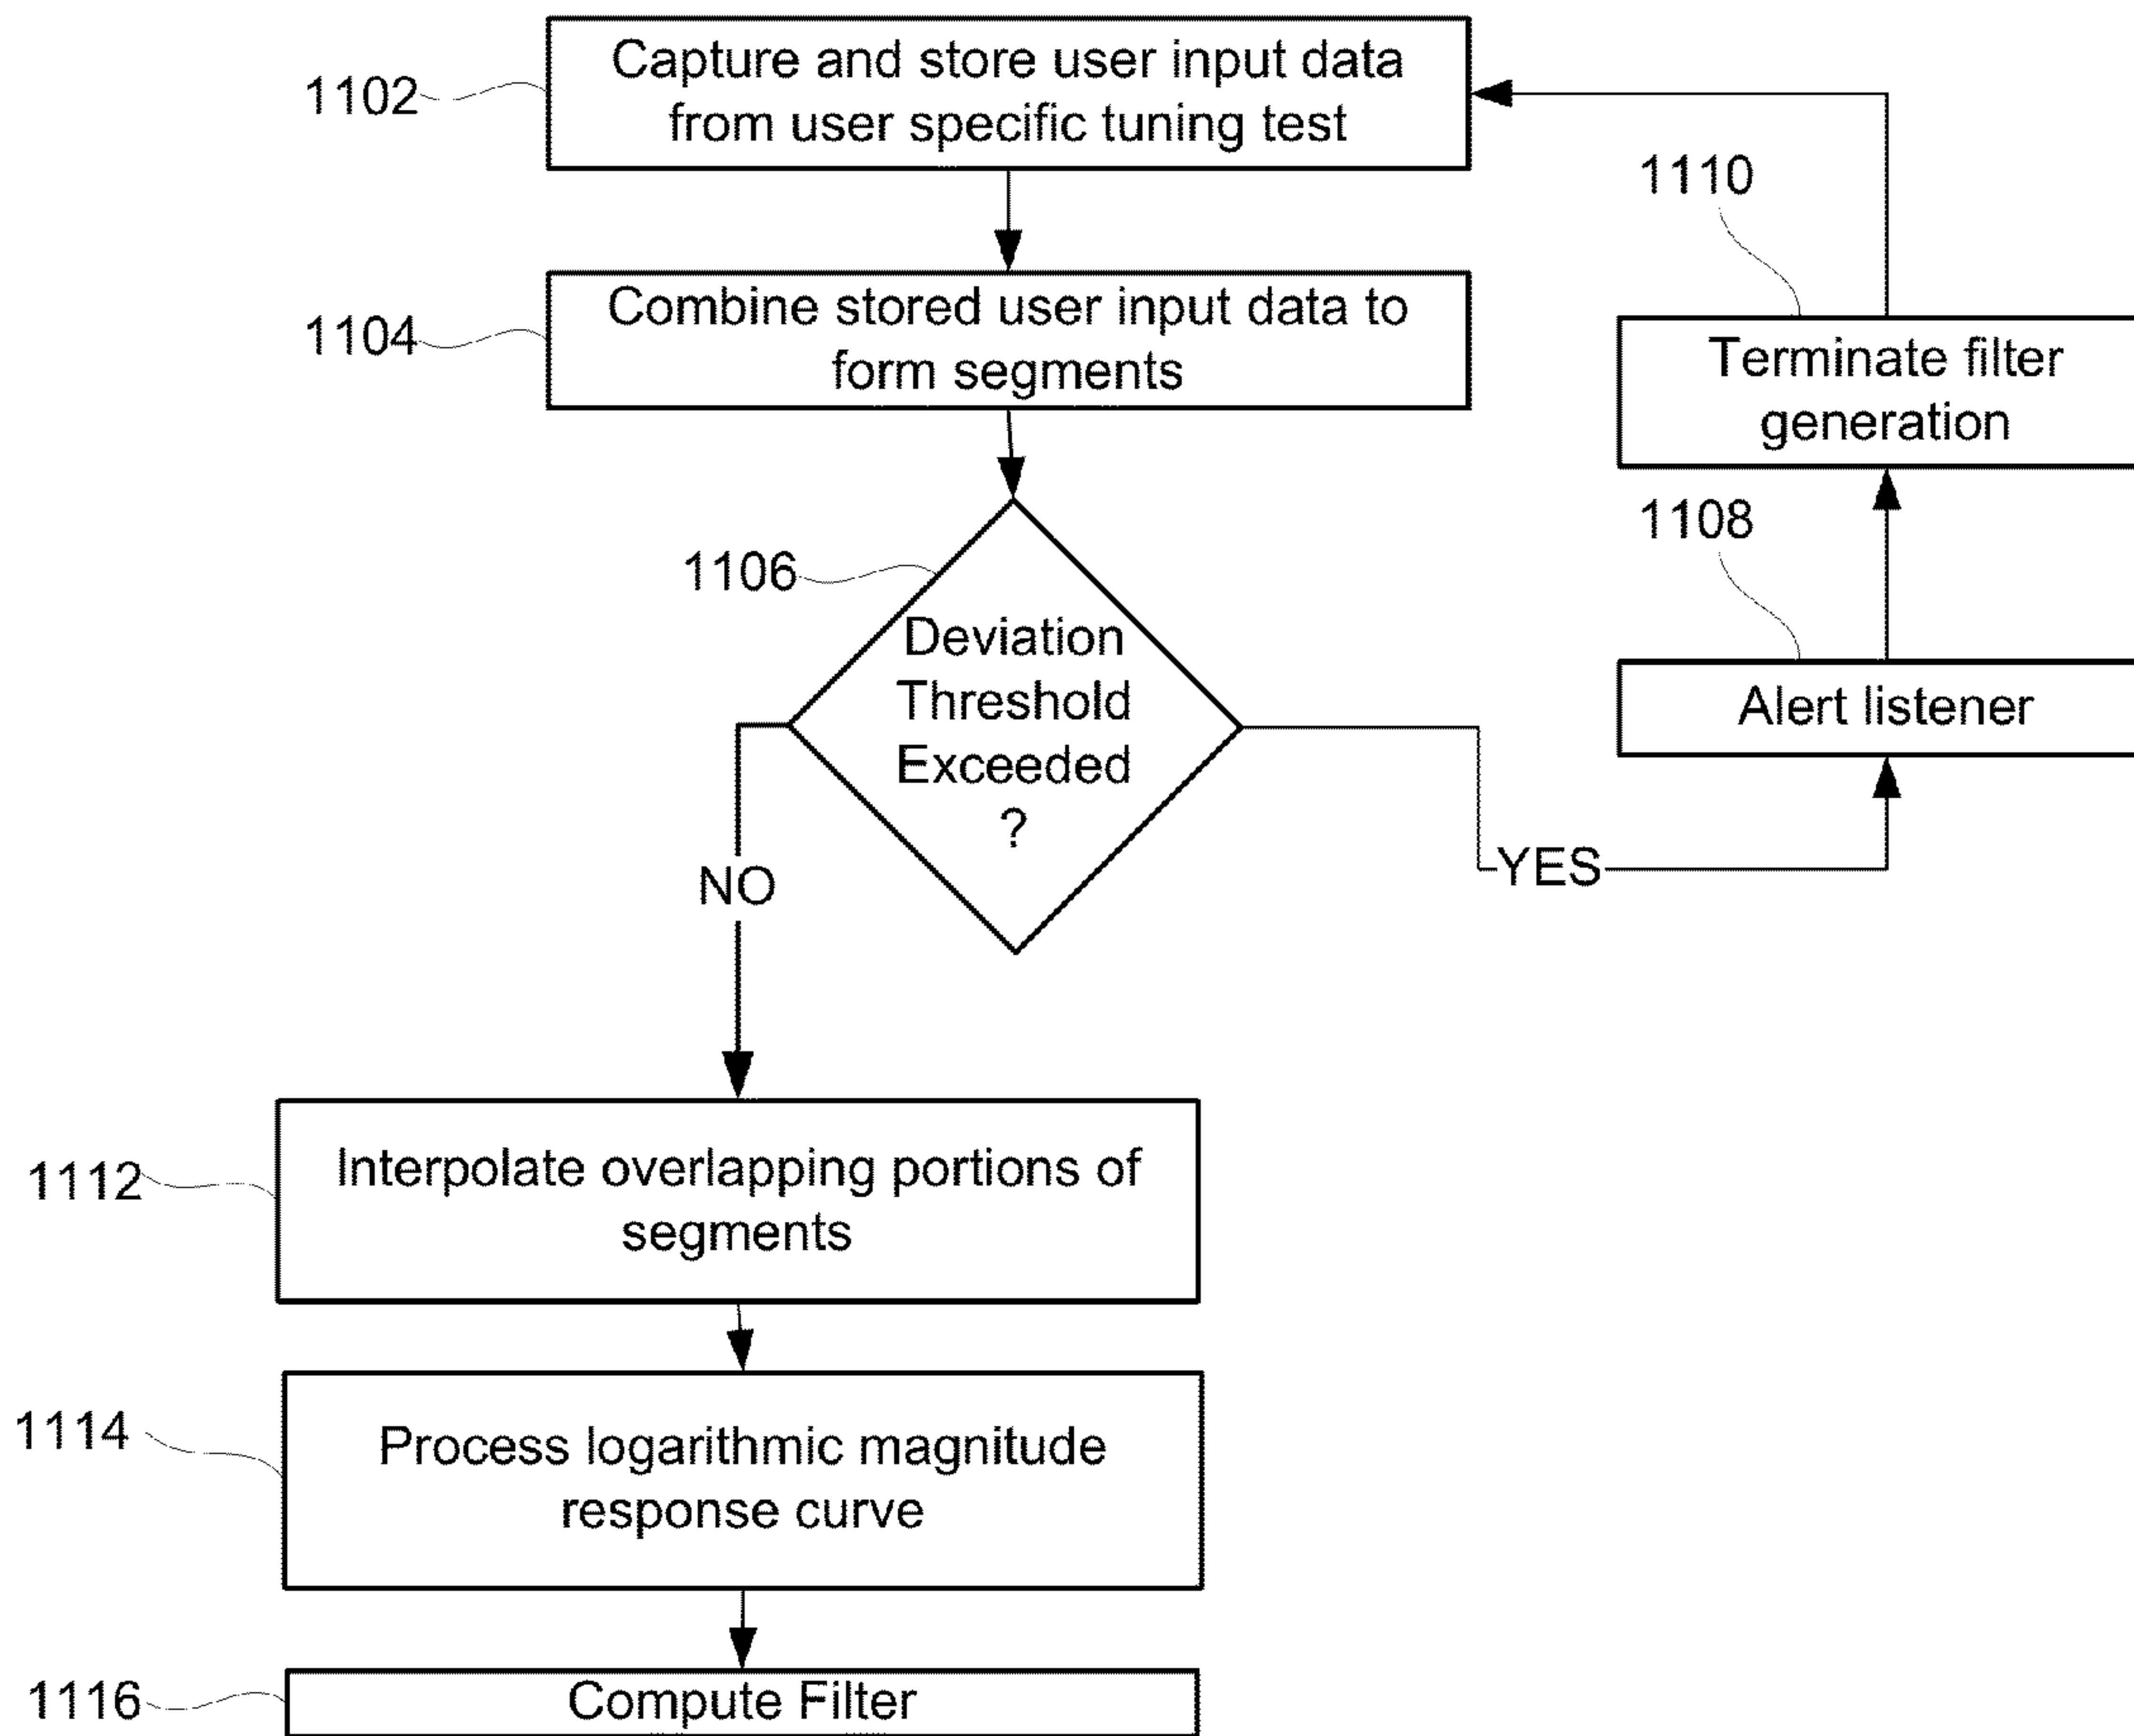 1102
Capture and store user input data
from user specific tuning test
1104
Combine stored user input data to
form segments
1106
Deviation
Threshold
Exceeded
?
NO
YES
1108
Alert listener
1110
Terminate filter
generation
1112
Interpolate overlapping portions of
segments
1114
Process logarithmic magnitude
response curve
1116
Compute Filter